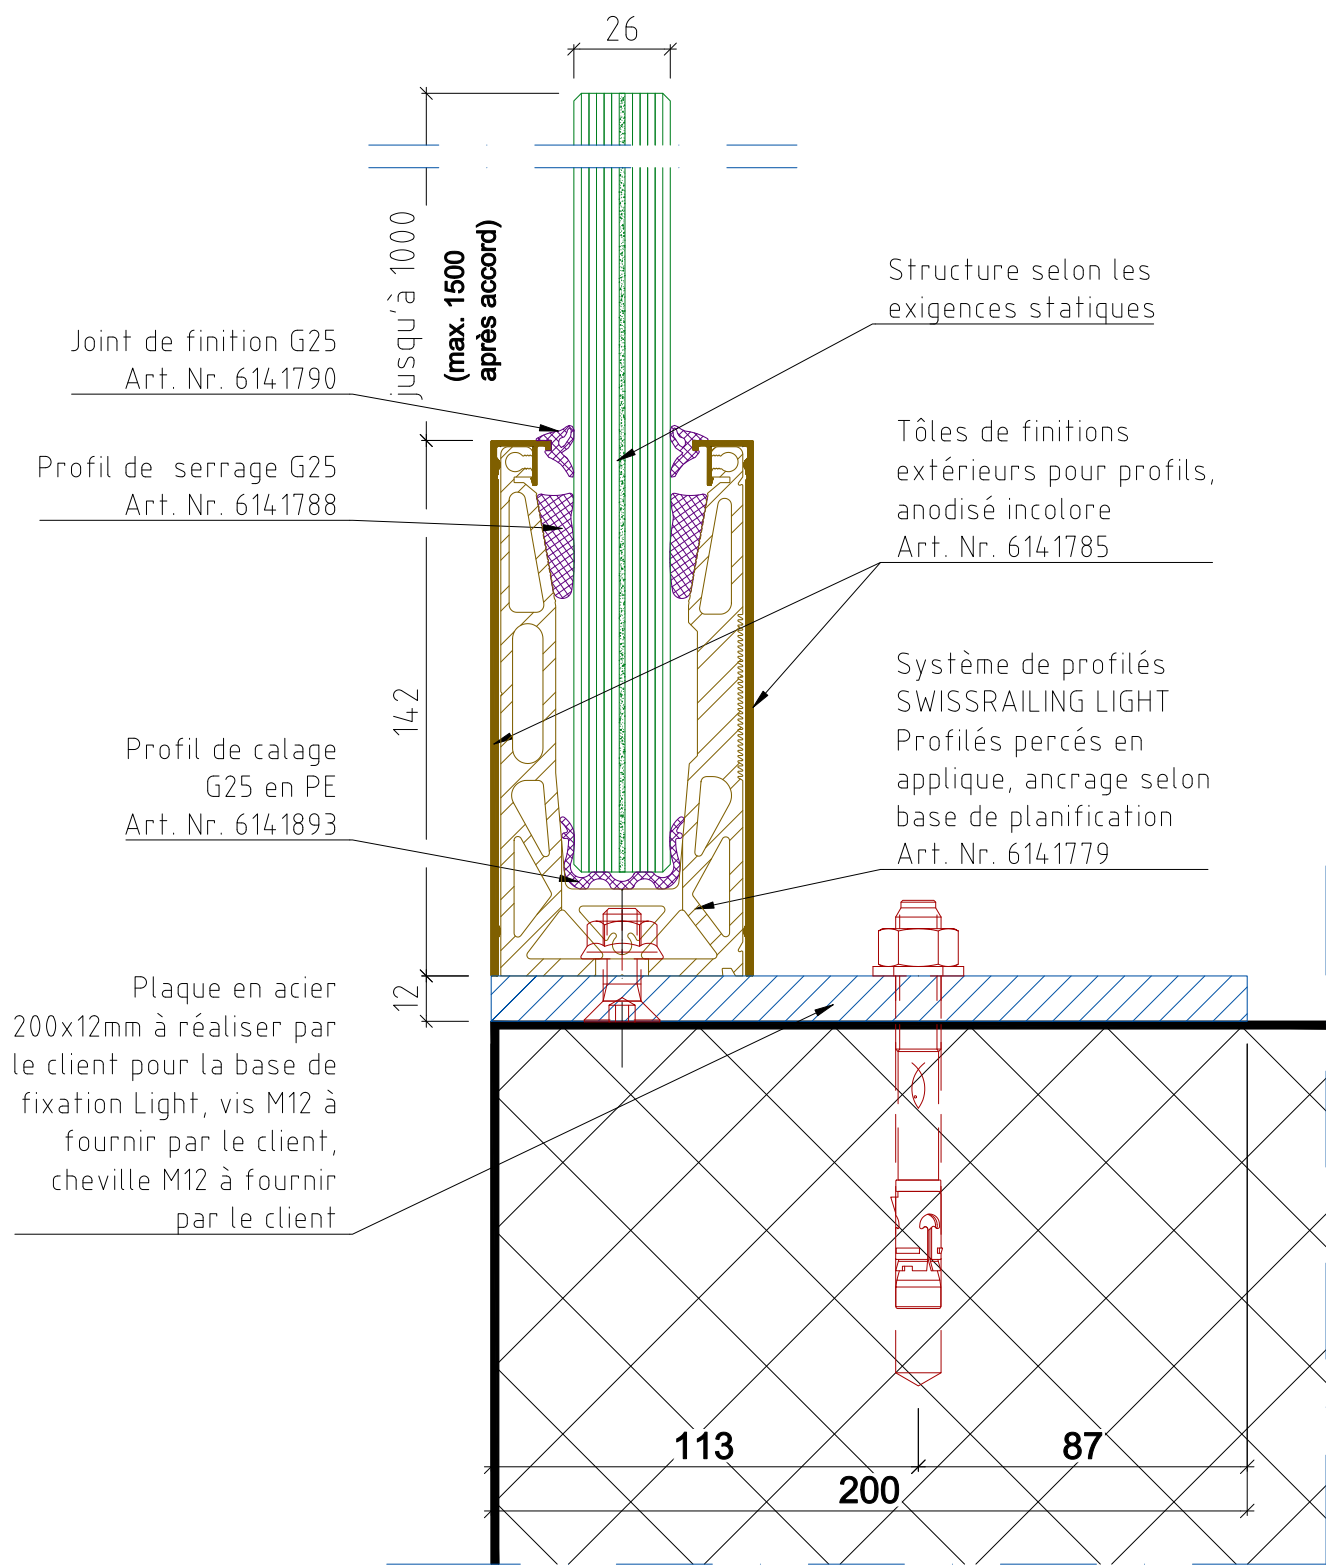 26
jusqu'à 1000
(max. 1500
après accord)
Structure selon les
exigences statiques
Joint de finition G25
Art. Nr. 6141790
Profil de  serrage G25
Art. Nr. 6141788
Tôles de finitions
extérieurs pour profils,
anodisé incolore
Art. Nr. 6141785
142
Système de profilés
SWISSRAILING LIGHT
Profilés percés en
applique, ancrage selon
base de planification
Art. Nr. 6141779
Profil de calage
G25 en PE
Art. Nr. 6141893
12
Plaque en acier
200x12mm à réaliser par
le client pour la base de
fixation Light, vis M12 à
fournir par le client,
cheville M12 à fournir
par le client
113
87
200